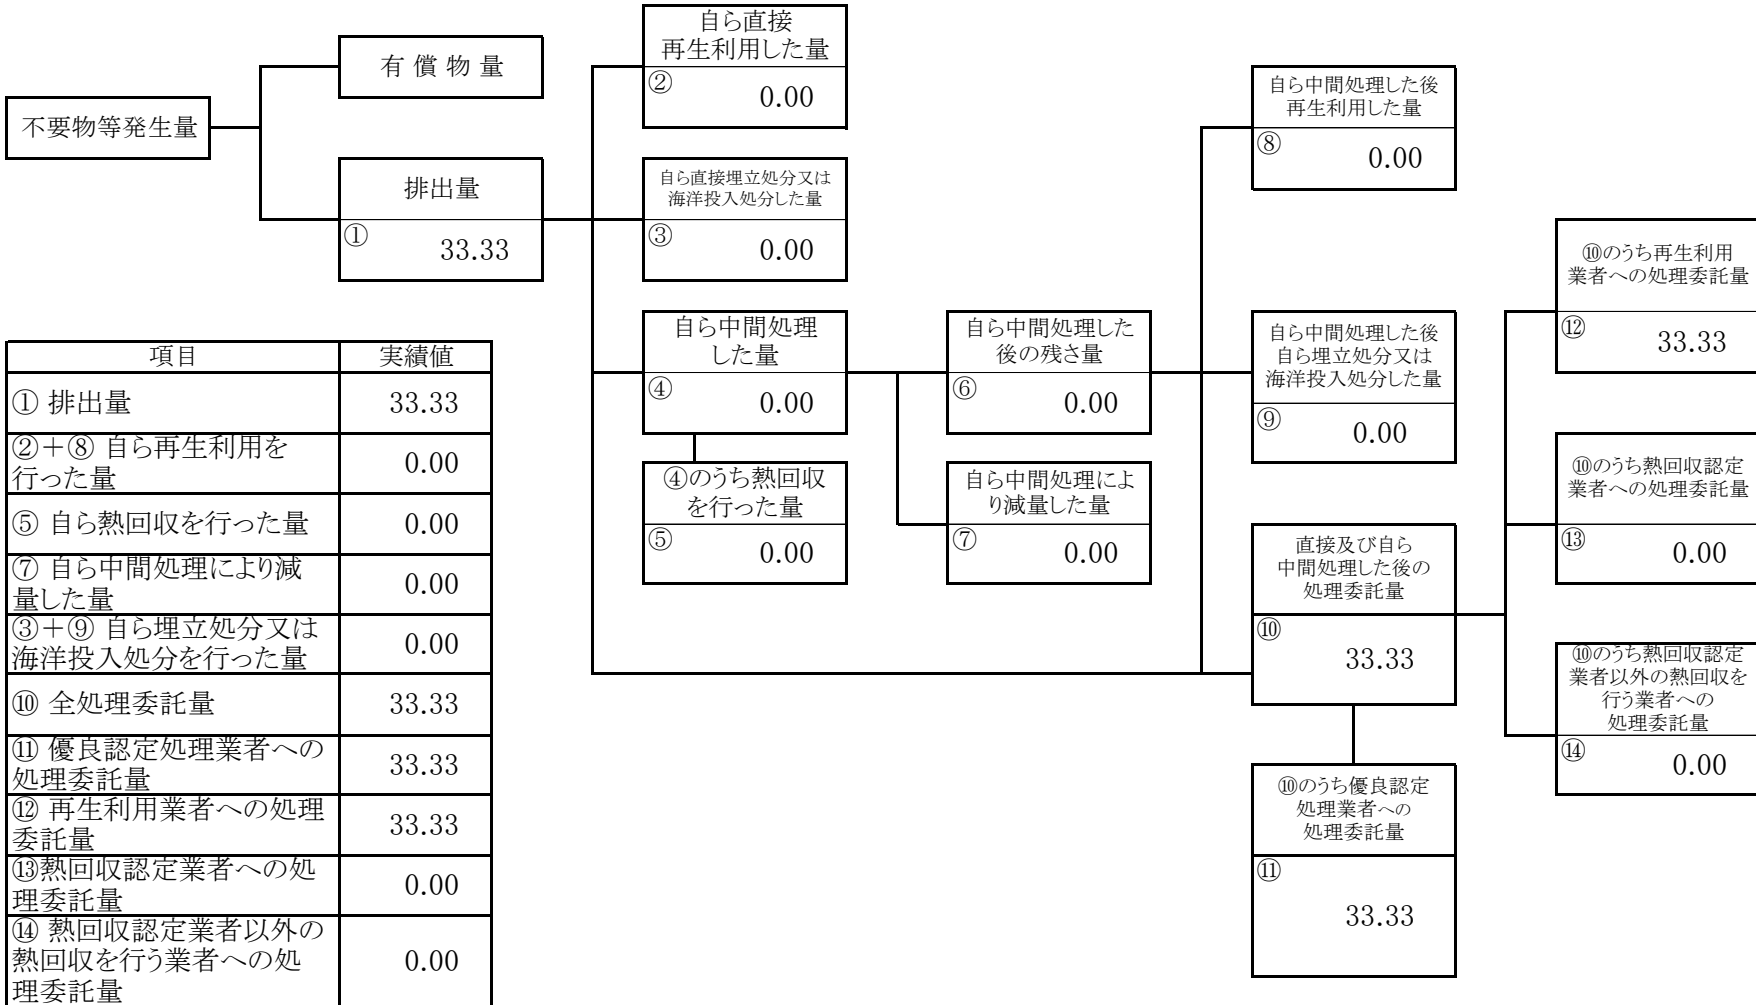 不要物等発生量
有 償 物 量
排出量
①
33.33
自ら直接
再生利用した量
②
0.00
自ら直接埋立処分又は
海洋投入処分した量
③
0.00
自ら中間処理
した量
④
0.00
④のうち熱回収
を行った量
⑤
0.00
自ら中間処理した
後の残さ量
⑥
0.00
自ら中間処理によ
り減量した量
⑦
0.00
自ら中間処理した後
再生利用した量
⑧
0.00
自ら中間処理した後
自ら埋立処分又は
海洋投入処分した量
⑨
0.00
直接及び自ら
中間処理した後の
処理委託量
⑩
33.33
⑩のうち優良認定
処理業者への
処理委託量
⑪
33.33
⑩のうち再生利用
業者への処理委託量
⑫
33.33
⑩のうち熱回収認定
業者への処理委託量
⑬
0.00
⑩のうち熱回収認定
業者以外の熱回収を
行う業者への
処理委託量
⑭
0.00
項目 実績値
① 排出量 33.33
②+⑧ 自ら再生利用を
行った量
0.00
⑤ 自ら熱回収を行った量 0.00
⑦ 自ら中間処理により減
量した量
0.00
③+⑨ 自ら埋立処分又は
海洋投入処分を行った量
0.00
⑩ 全処理委託量 33.33
⑪ 優良認定処理業者への
処理委託量
33.33
⑫ 再生利用業者への処理
委託量
33.33
⑬熱回収認定業者への処
理委託量
0.00
⑭ 熱回収認定業者以外の
熱回収を行う業者への処
理委託量
0.00